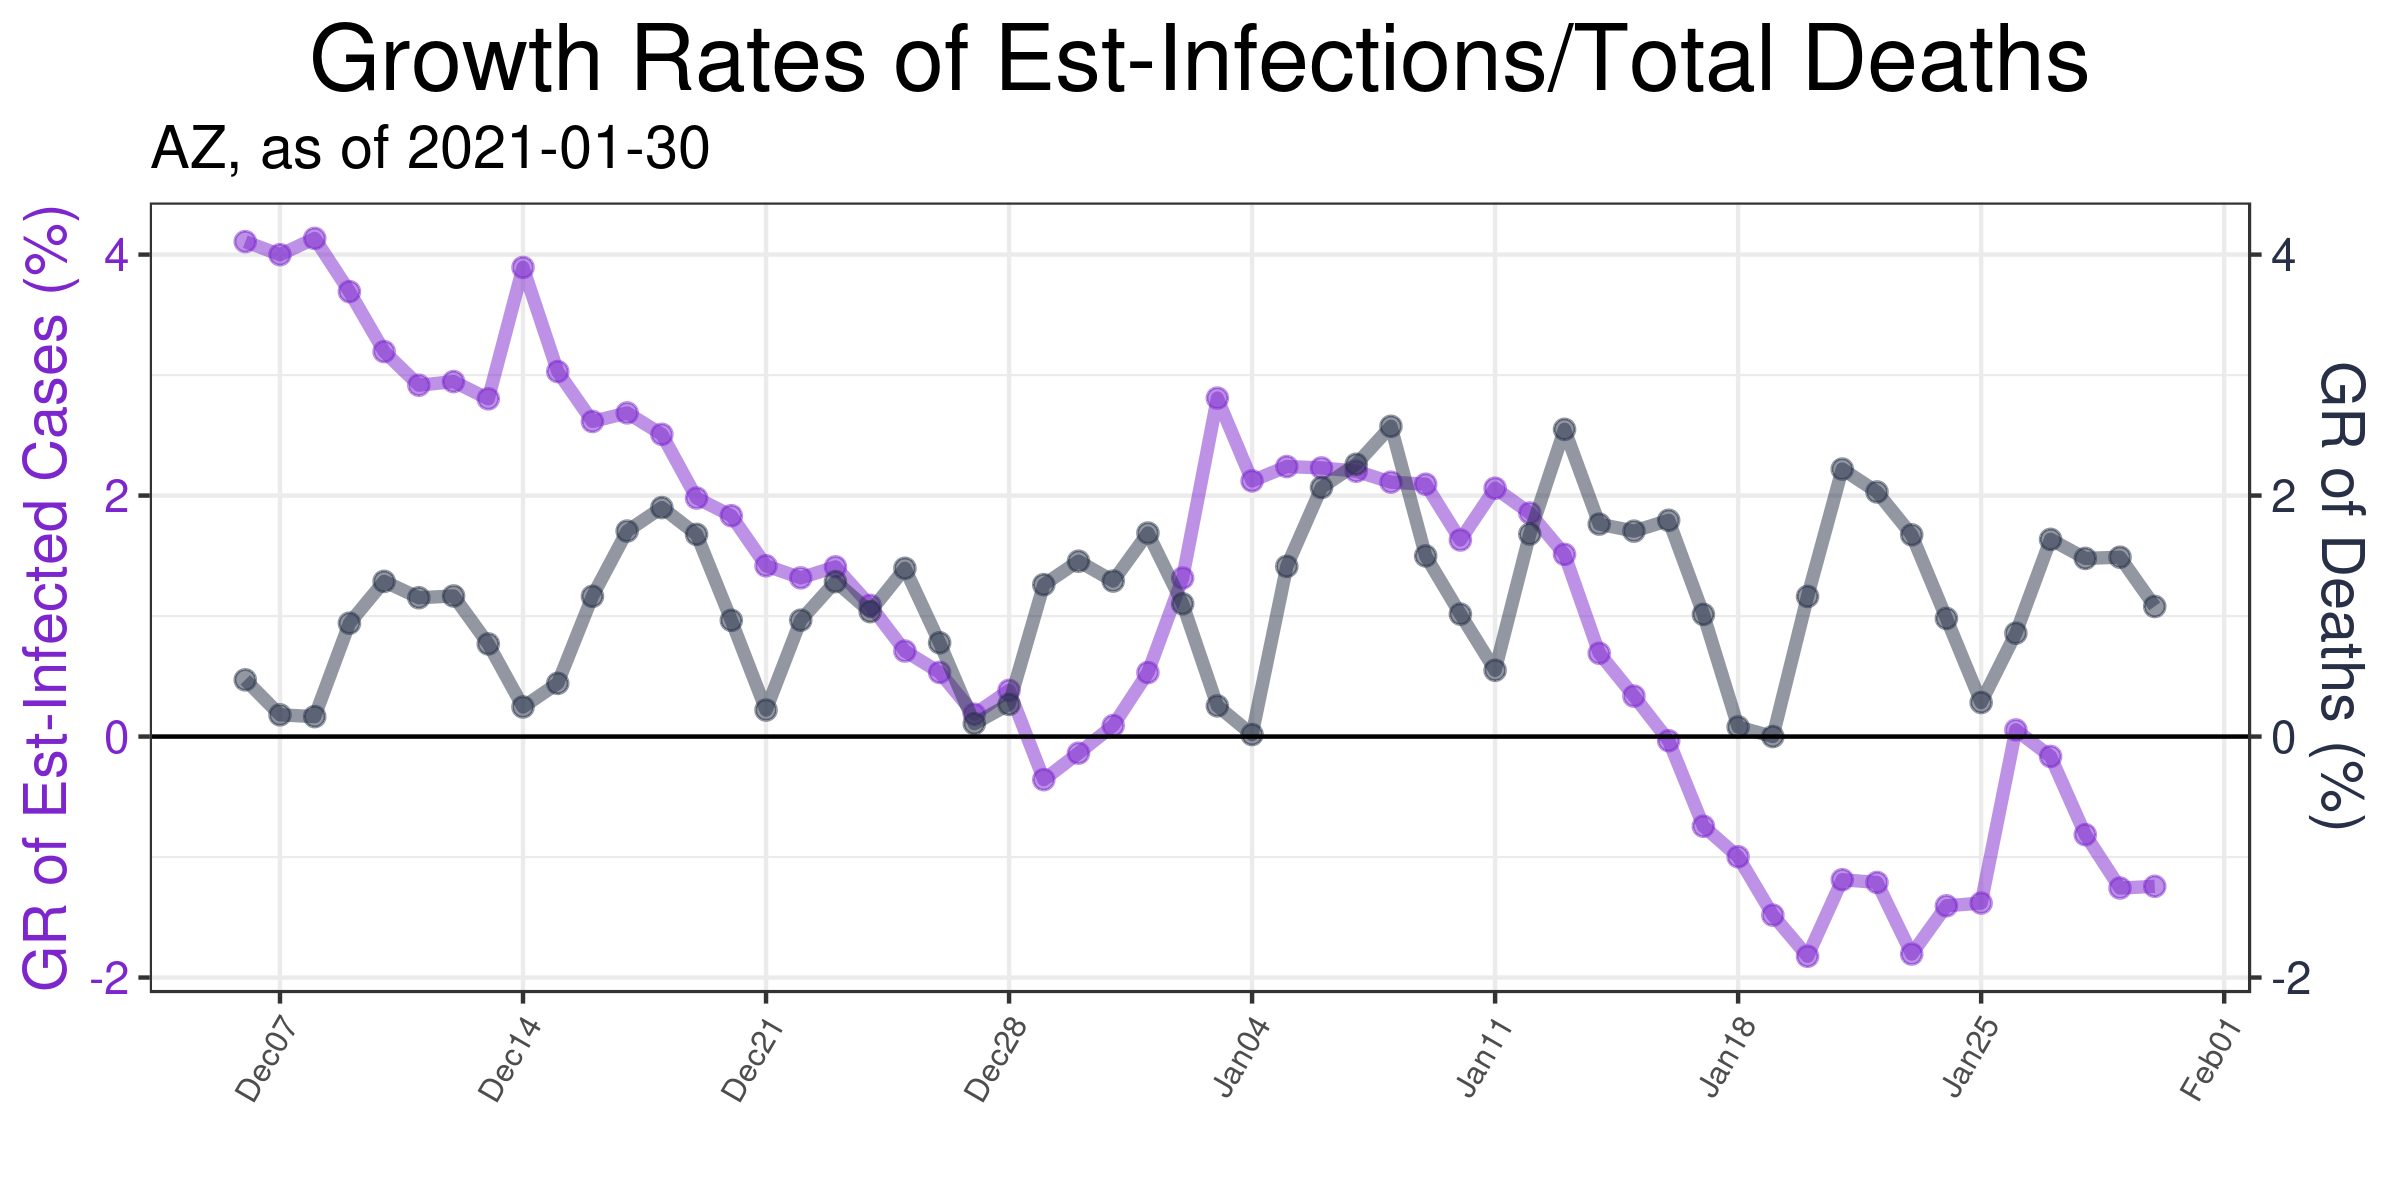 Growth Rates of Est-Infections/Total Deaths
AZ, as of 2021-01-30
GR of Est-Infected Cases (%)
4
2
0
-2
4
2
0
-2
GR of Deaths (%)
Dec07
Dec14
Dec21
Dec28
Jan04
Jan11
Jan18
Jan25
Feb01